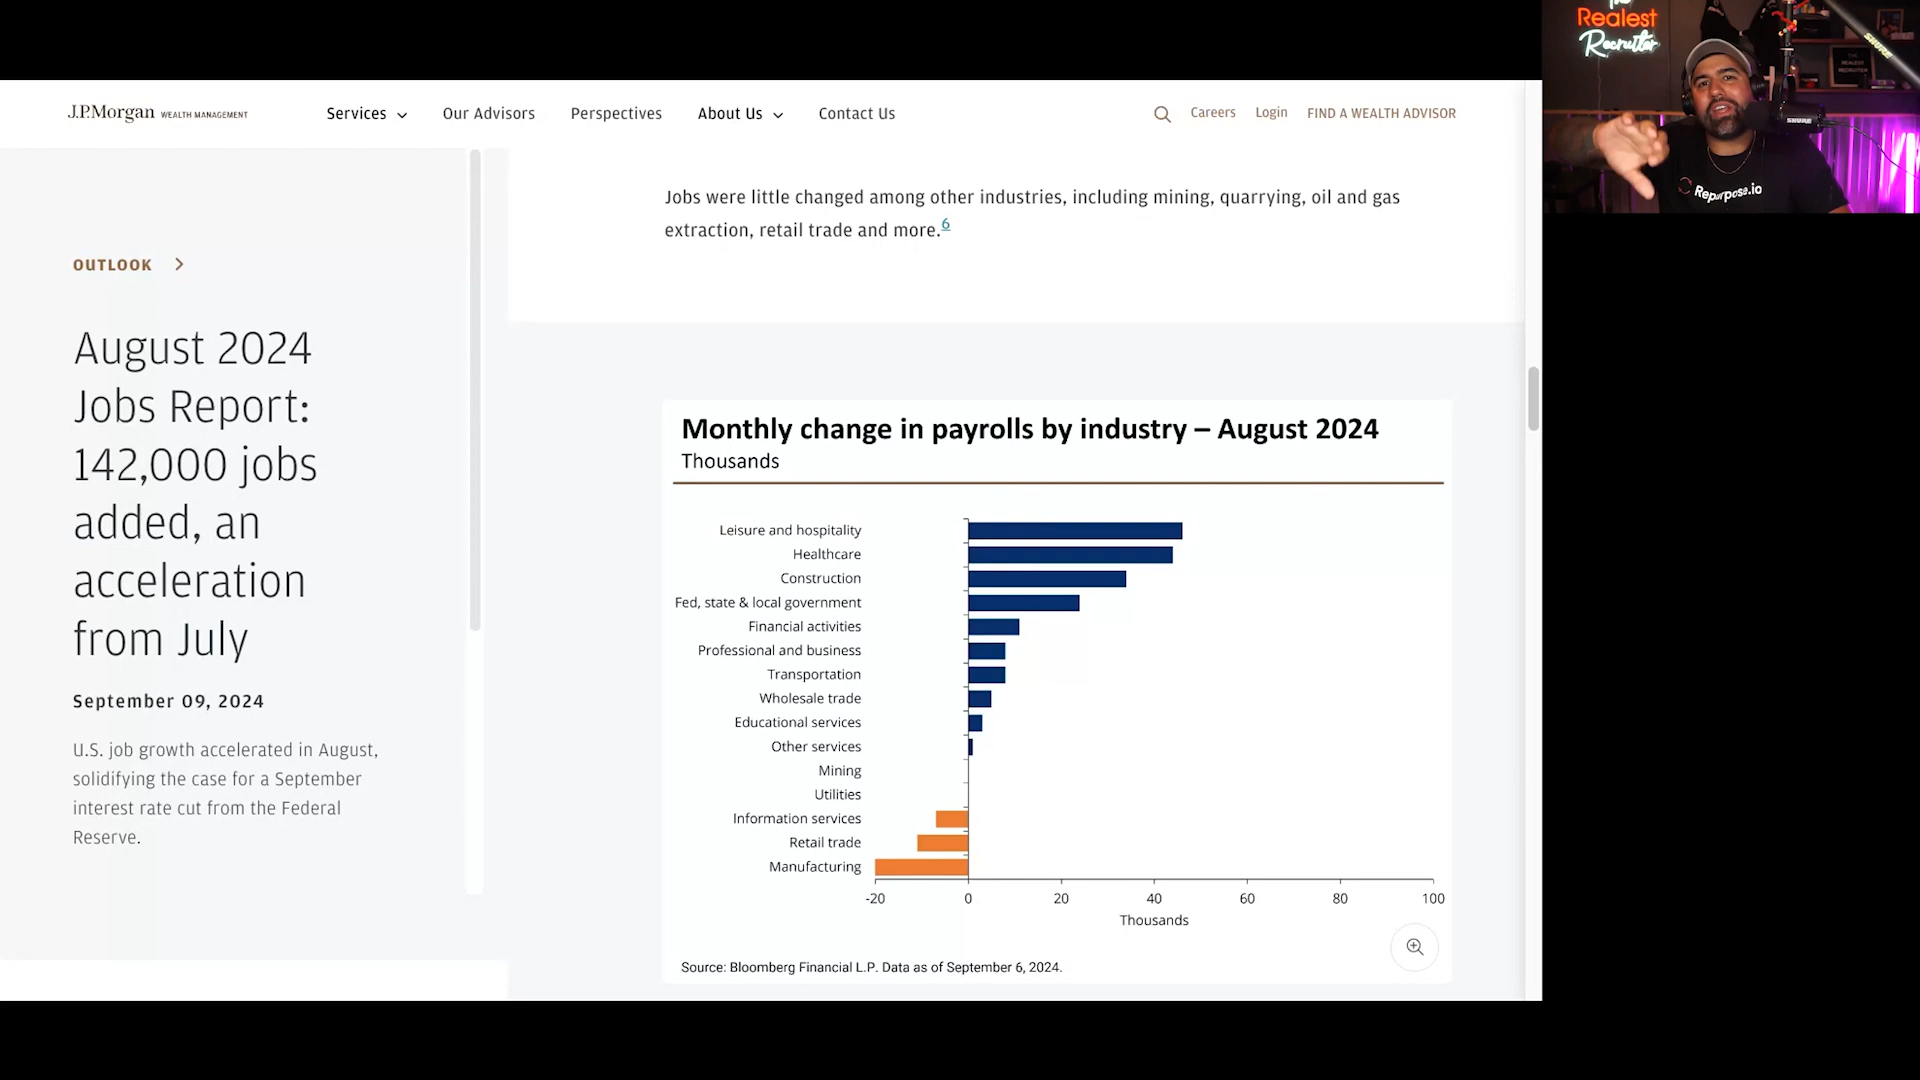 J.P.Morgan WEALTH MANAGEMENT
Services
Our Advisors
Perspectives
About Us
Contact Us
Careers
Login
FIND A WEALTH ADVISOR
The
Realest
Recruiter
SHURE
THE
REALEST
RECRUITER
SHURE
Repurpose.io
OUTLOOK
August 2024
Jobs Report:
142,000 jobs
added, an
acceleration
from July
September 09, 2024
U.S. job growth accelerated in August,
solidifying the case for a September
interest rate cut from the Federal
Reserve.
Jobs were little changed among other industries, including mining, quarrying, oil and gas
extraction, retail trade and more.6
Monthly change in payrolls by industry – August 2024
Thousands
Leisure and hospitality
Healthcare
Construction
Fed, state & local government
Financial activities
Professional and business
Transportation
Wholesale trade
Educational services
Other services
Mining
Utilities
Information services
Retail trade
Manufacturing
-20 0 20 40 60 80 100
Thousands
Source: Bloomberg Financial L.P. Data as of September 6, 2024.